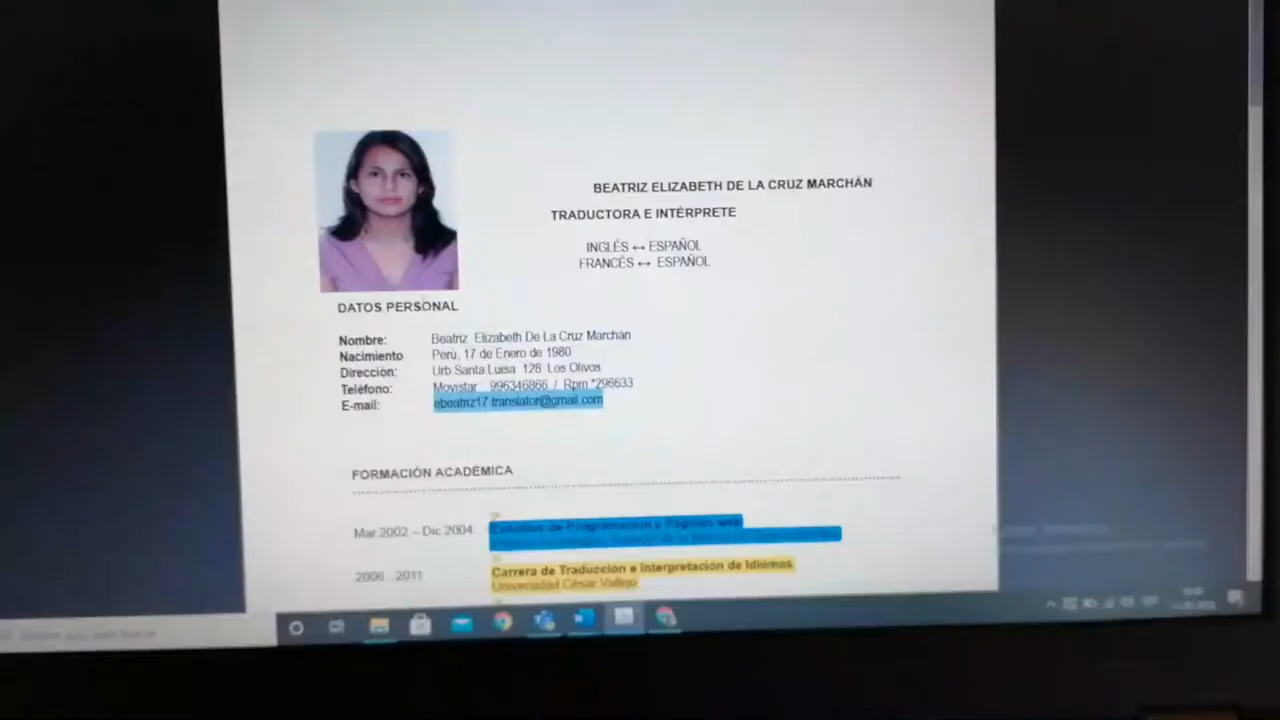 BEATRIZ ELIZABETH DE LA CRUZ MARCHÁN
TRADUCTORA E INTÉRPRETE
INGLÉS ↔ ESPAÑOL
FRANCÉS ↔ ESPAÑOL
DATOS PERSONAL
Nombre: Beatriz Elizabeth De La Cruz Marchán
Nacimiento Perú, 17 de Enero de 1980
Dirección: Urb Santa Luisa 128 Los Olivos
Teléfono: Movistar 996346866 / Rpm *296633
E-mail: ebeatriz17.translator@gmail.com
FORMACIÓN ACADÉMICA
Mar 2002 – Dic 2004 Estudios de Programación y Páginas web
2006 . 2011 Carrera de Traducción e Interpretación de Idiomas
Universidad César Vallejo